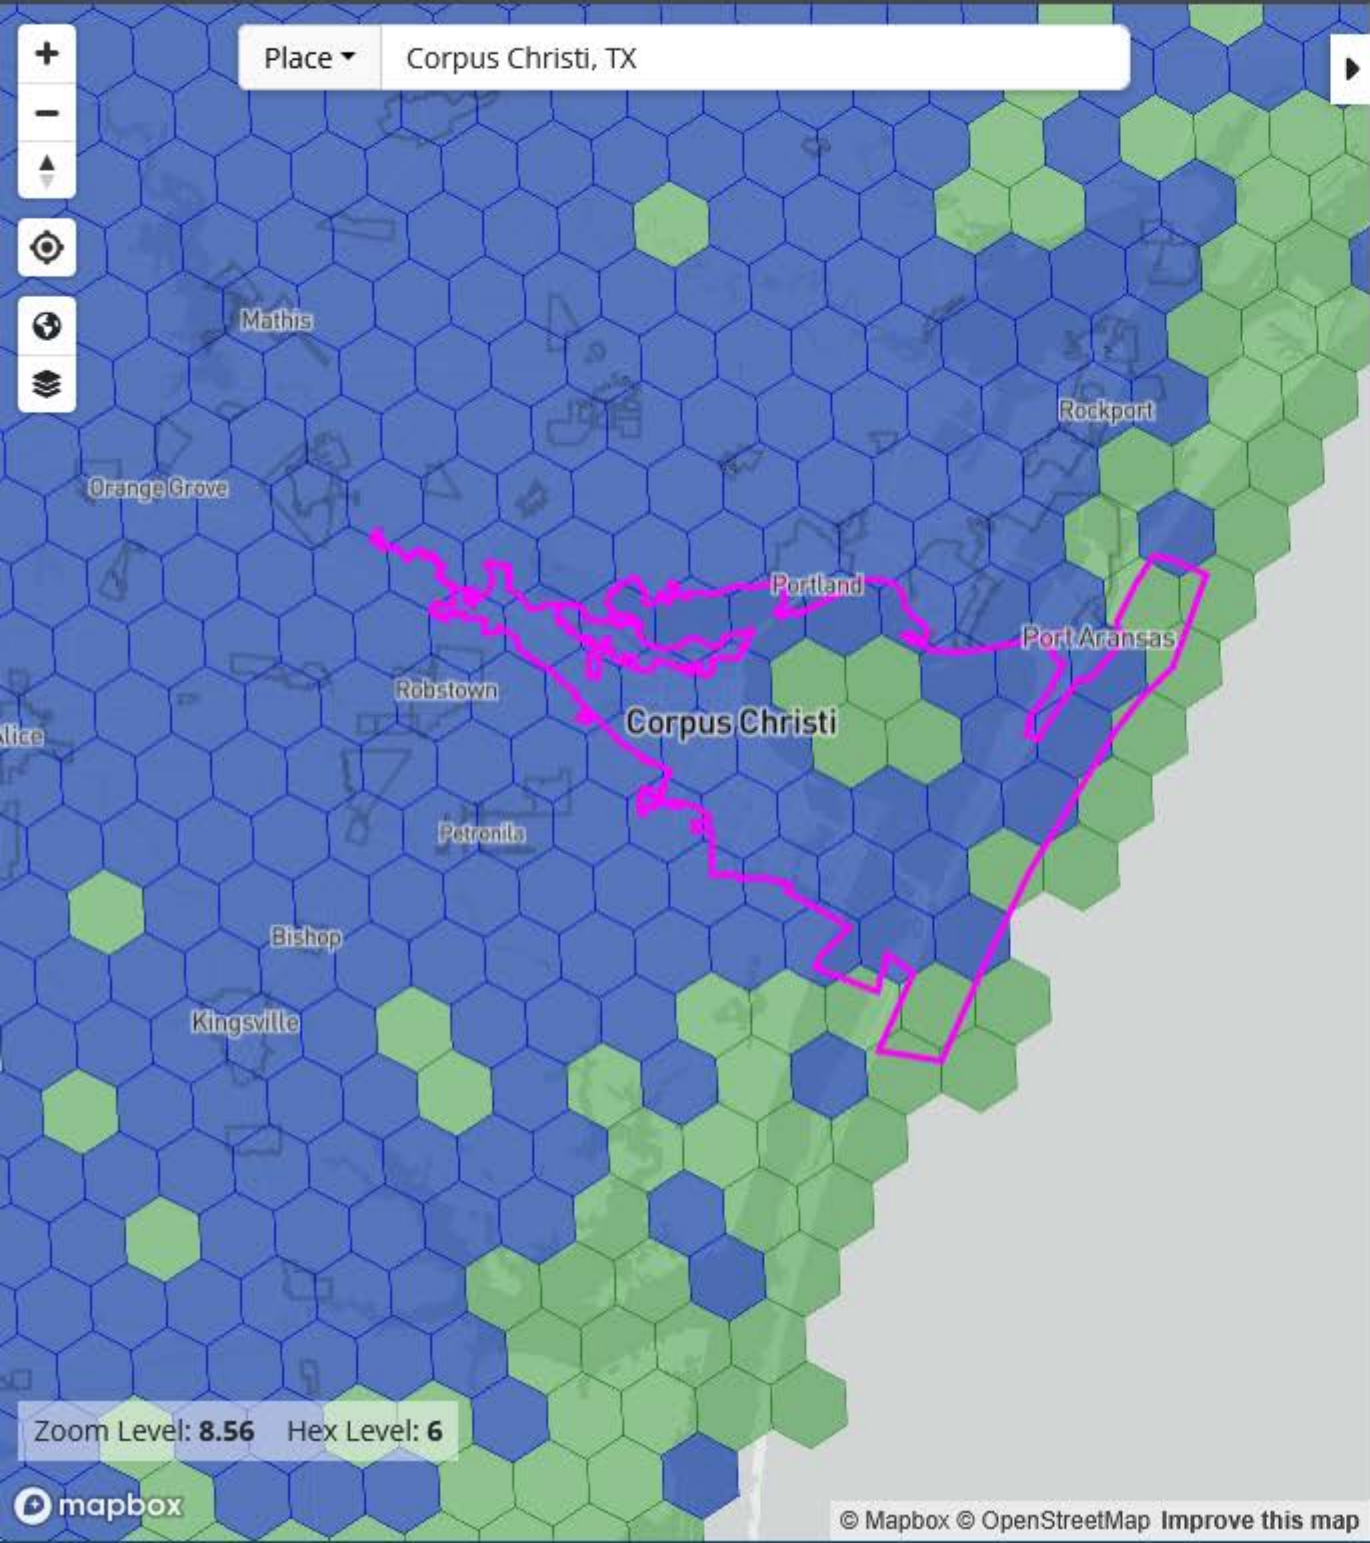 Place
Corpus Christi, TX
Mathis
Rockport
Orange Grove
Portland
Port Aransas
Robstown
Corpus Christi
Alice
Petronila
Bishop
Kingsville
Zoom Level: 8.56 Hex Level: 6
mapbox
© Mapbox © OpenStreetMap Improve this map